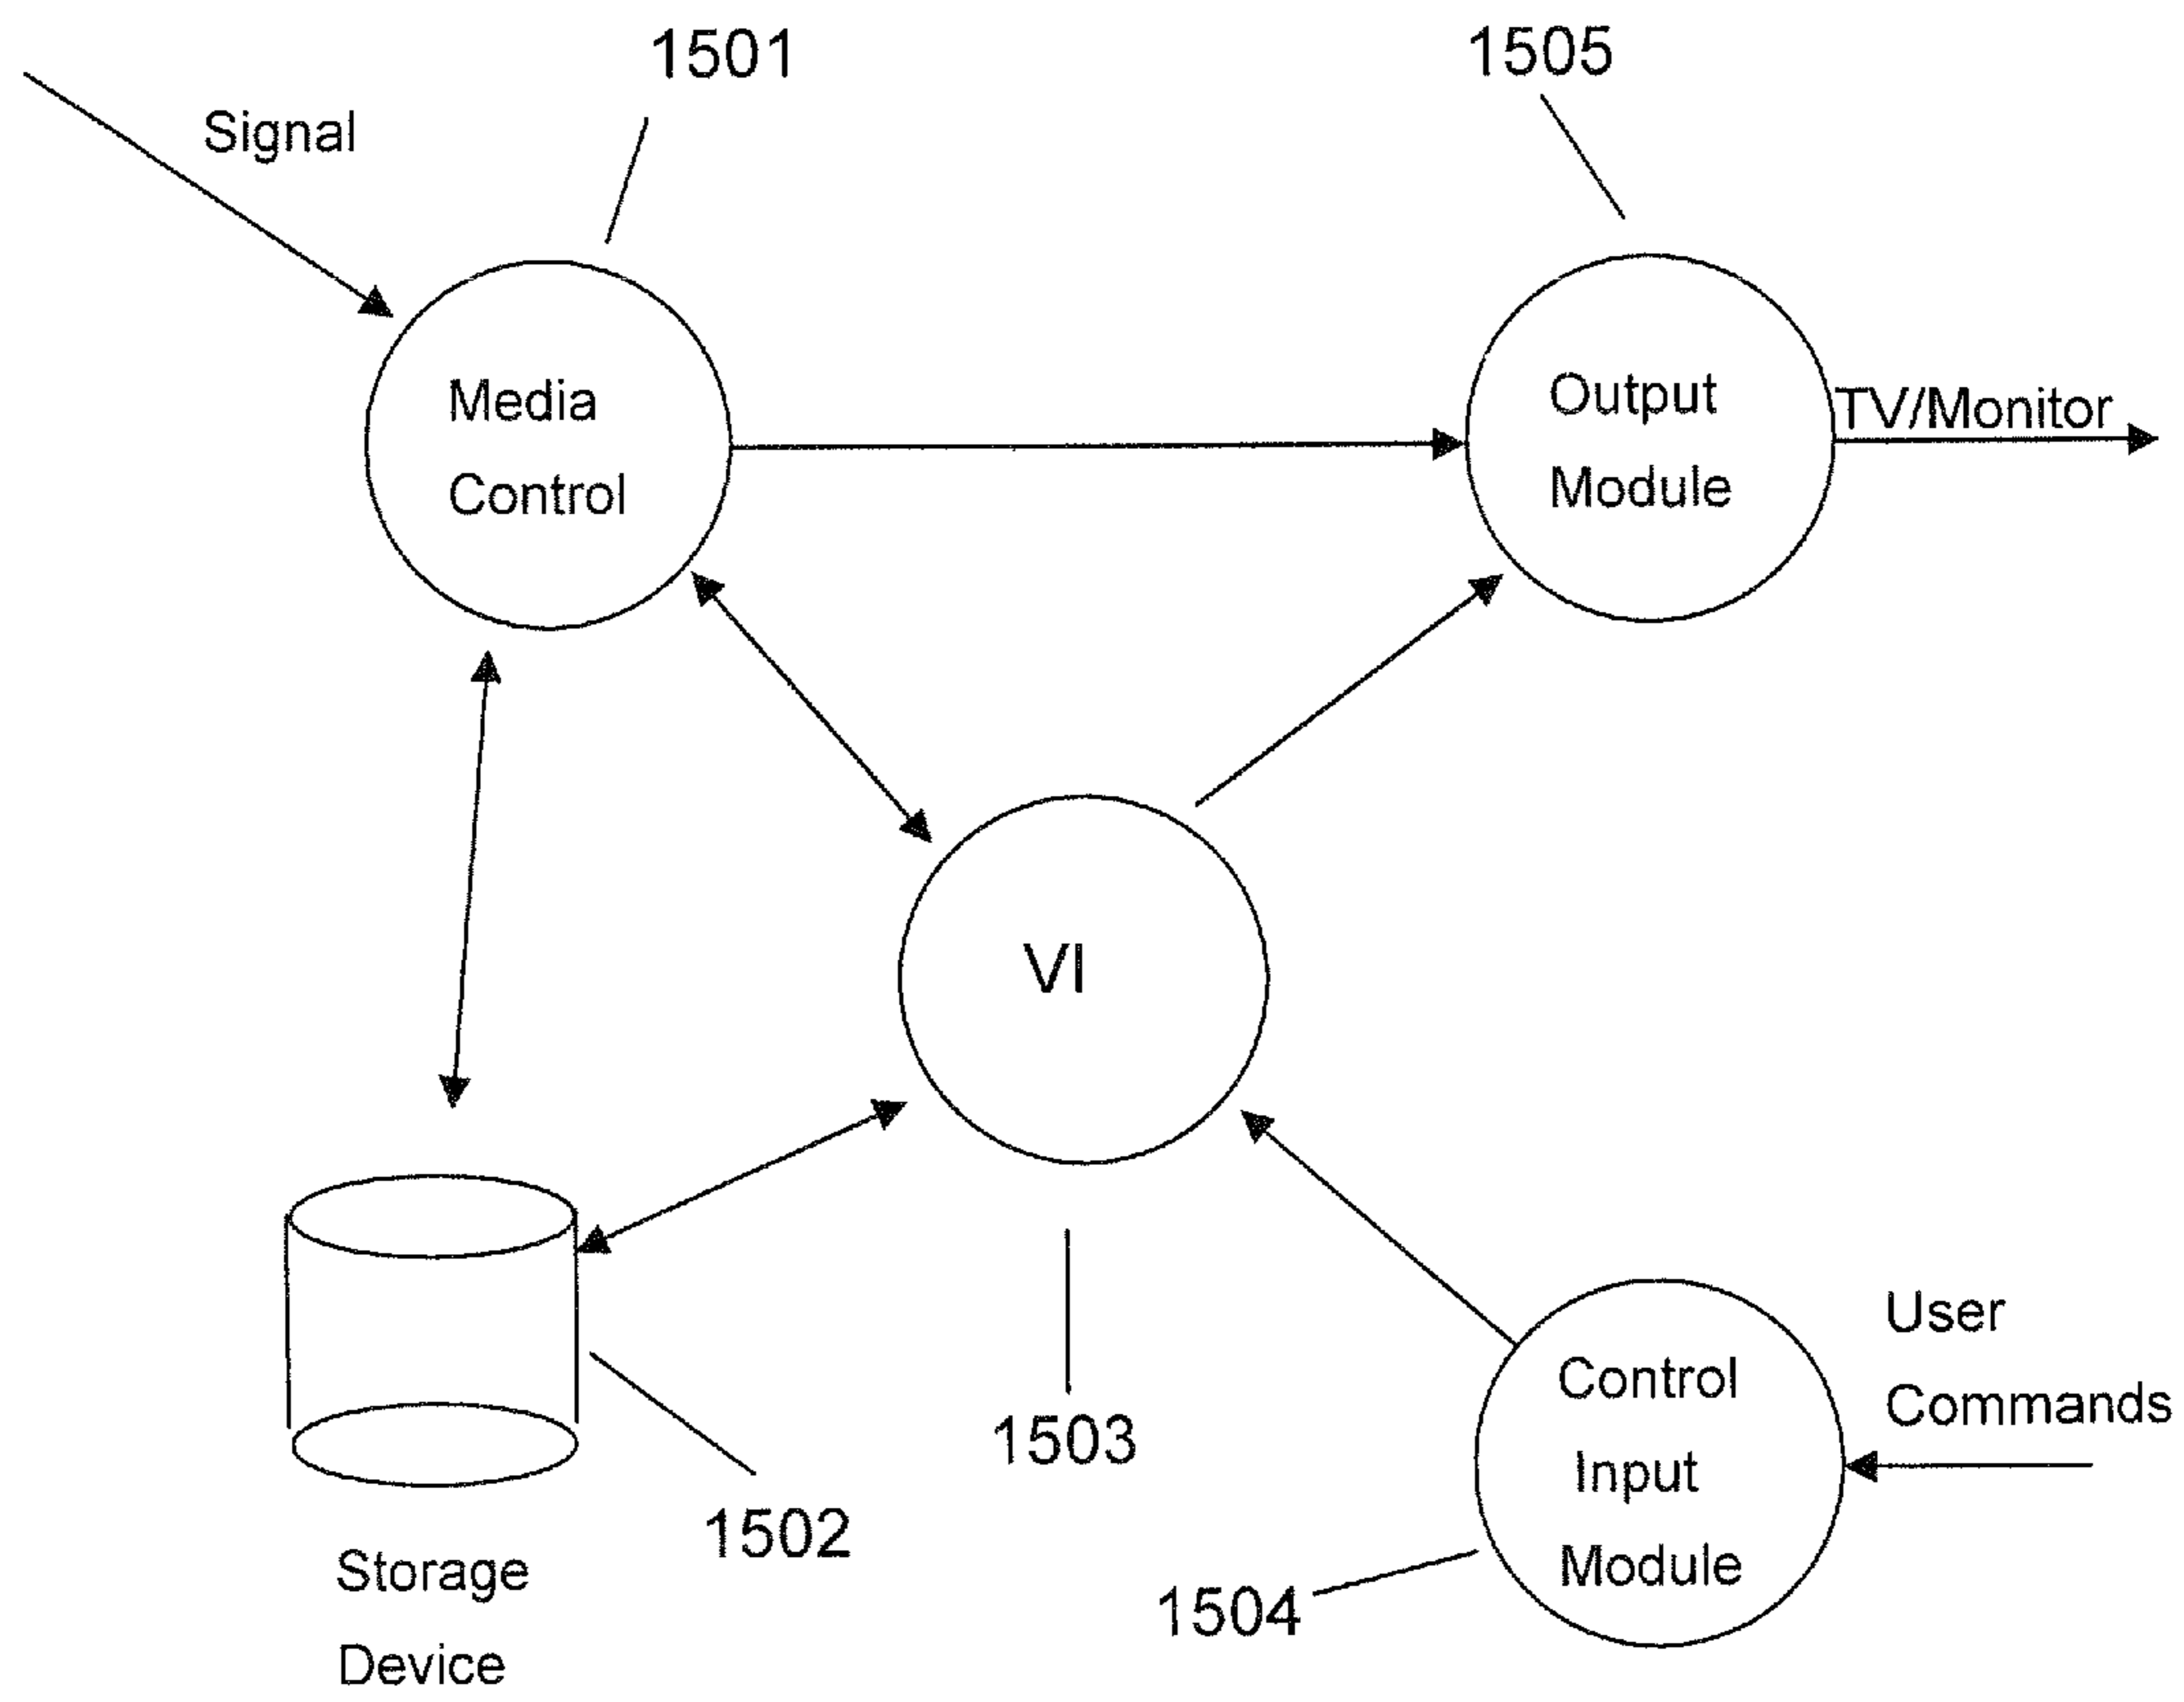 1501
1505
Signal
Media
Control
Output
Module
TV/Monitor
VI
1503
1502
Storage
Device
User
Commands
Control
Input
Module
1504